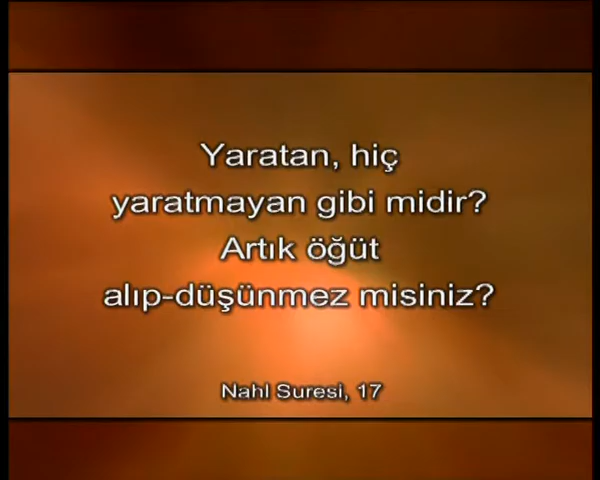 Yaratan, hiç
yaratmayan gibi midir?
Artık öğüt
alıp-düşünmez misiniz?
Nahl Suresi, 17